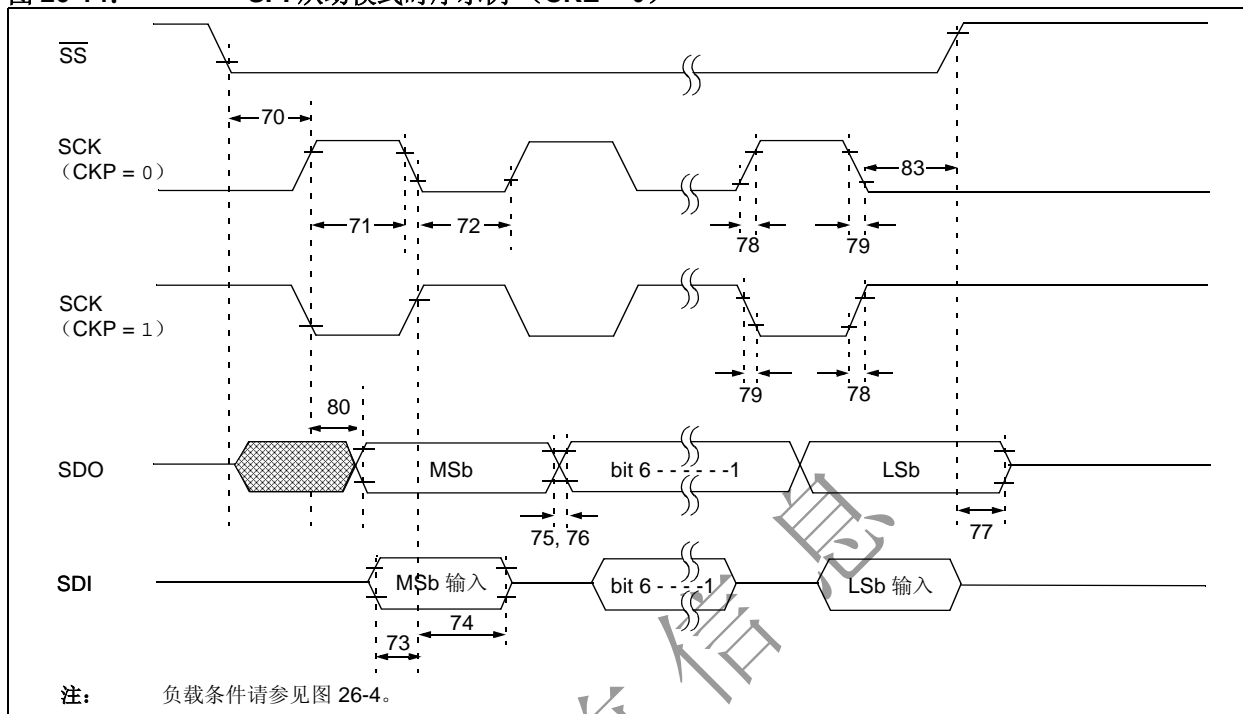 SS
70
SCK
（CKP = 0）
83
71
72
78
79
SCK
（CKP = 1）
79
78
80
SDO
MSb
bit 6 - - - - - - -1
LSb
75, 76
77
SDI
MSb 输入
bit 6 - - - - -1
LSb 输入
74
73
信息
注：
负载条件请参见图 26-4。